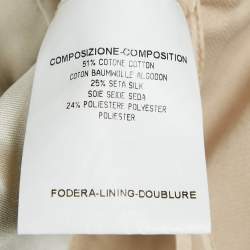 COMPOSIZIONE-COMPOSITION
51% COTONE COTTON
COTON BAUMWOLLE ALGODON
25% SETA SILK
SOIE SEIDE SEDA
24% POLIESTERE POLYESTER
POLYESTER
FODERA-LINING-DOUBLURE